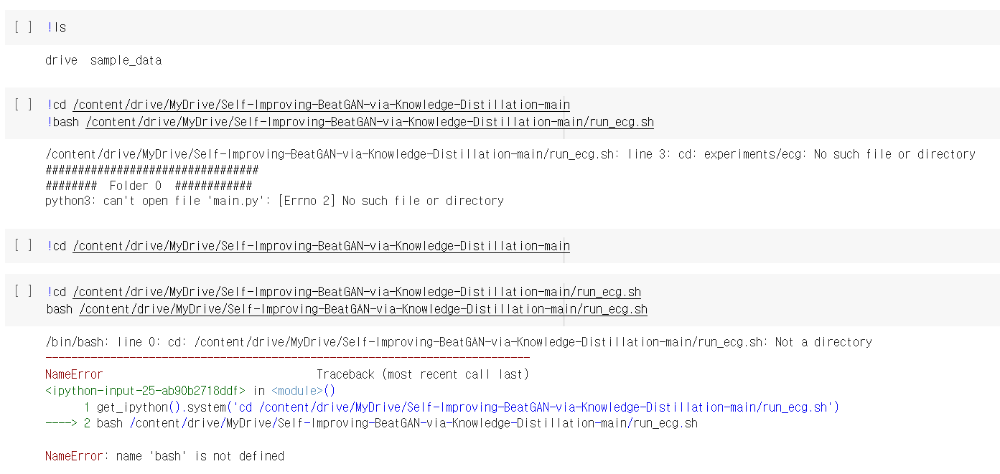 [ ] !ls
drive  sample_data
[ ] !cd /content/drive/MyDrive/Self-Improving-BeatGAN-via-Knowledge-Distillation-main
!bash /content/drive/MyDrive/Self-Improving-BeatGAN-via-Knowledge-Distillation-main/run_ecg.sh
/content/drive/MyDrive/Self-Improving-BeatGAN-via-Knowledge-Distillation-main/run_ecg.sh: line 3: cd: experiments/ecg: No such file or directory
#################################
########  Folder 0  ############
python3: can't open file 'main.py': [Errno 2] No such file or directory
[ ] !cd /content/drive/MyDrive/Self-Improving-BeatGAN-via-Knowledge-Distillation-main
[ ] !cd /content/drive/MyDrive/Self-Improving-BeatGAN-via-Knowledge-Distillation-main/run_ecg.sh
bash /content/drive/MyDrive/Self-Improving-BeatGAN-via-Knowledge-Distillation-main/run_ecg.sh
/bin/bash: line 0: cd: /content/drive/MyDrive/Self-Improving-BeatGAN-via-Knowledge-Distillation-main/run_ecg.sh: Not a directory
---------------------------------------------------------------------------
NameError                                 Traceback (most recent call last)
<ipython-input-25-ab90b2718ddf> in <module>()
      1 get_ipython().system('cd /content/drive/MyDrive/Self-Improving-BeatGAN-via-Knowledge-Distillation-main/run_ecg.sh')
----> 2 bash /content/drive/MyDrive/Self-Improving-BeatGAN-via-Knowledge-Distillation-main/run_ecg.sh
NameError: name 'bash' is not defined